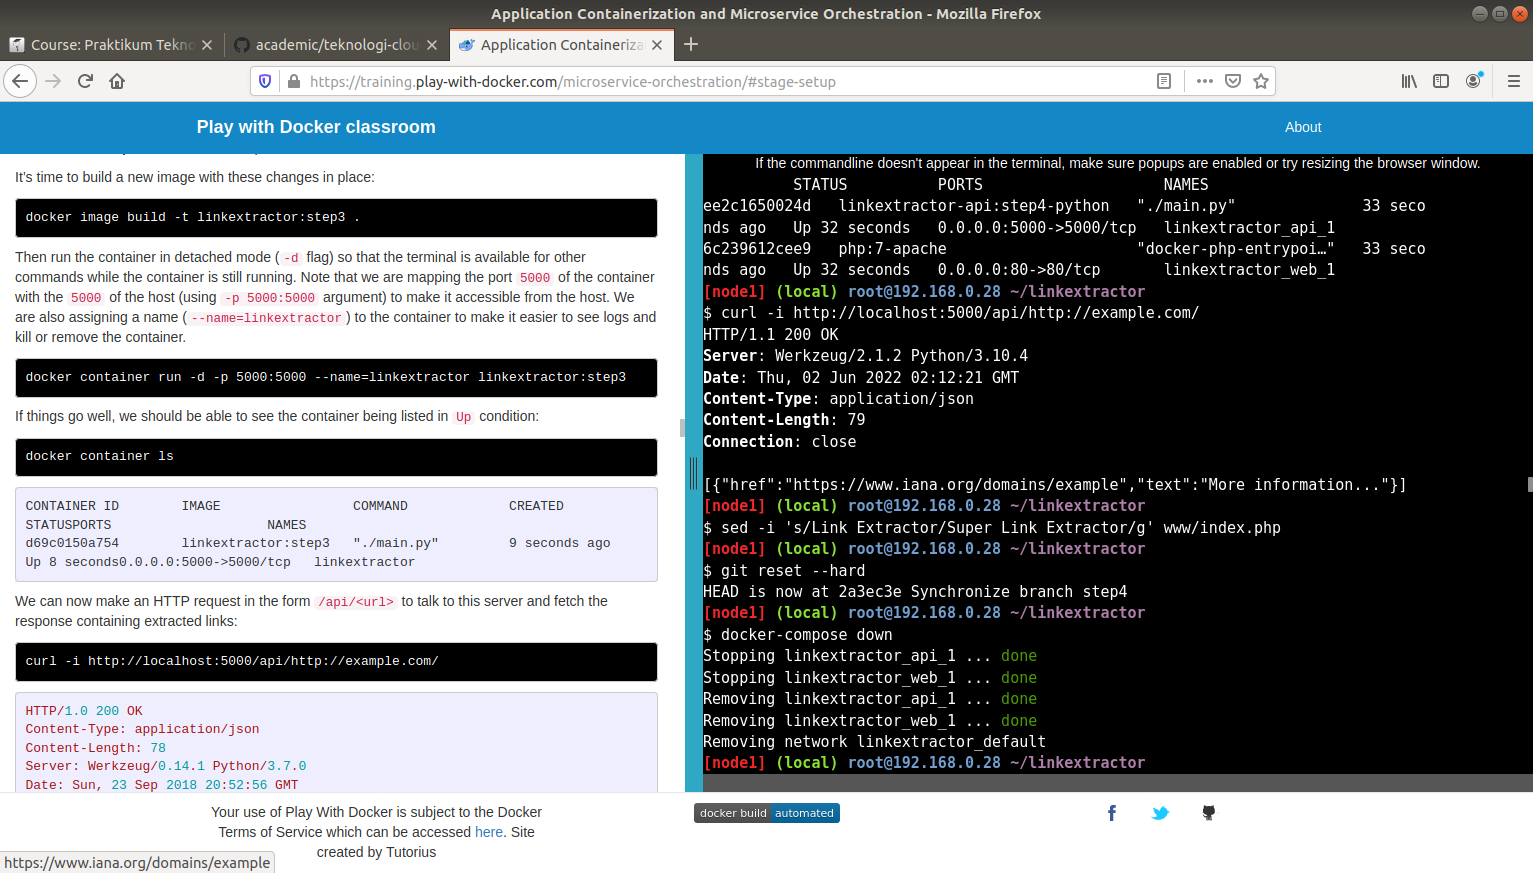 Application Containerization and Microservice Orchestration - Mozilla Firefox
Course: Praktikum Tekno
academic/teknologi-clou
Application Containeriza
https://training.play-with-docker.com/microservice-orchestration/#stage-setup
Play with Docker classroom
About
It's time to build a new image with these changes in place:
docker image build -t linkextractor:step3 .
Then run the container in detached mode ( -d flag) so that the terminal is available for other
commands while the container is still running. Note that we are mapping the port 5000 of the container
with the 5000 of the host (using -p 5000:5000 argument) to make it accessible from the host. We
are also assigning a name ( --name=linkextractor ) to the container to make it easier to see logs and
kill or remove the container.
docker container run -d -p 5000:5000 --name=linkextractor linkextractor:step3
If things go well, we should be able to see the container being listed in Up condition:
docker container ls
CONTAINER ID        IMAGE                 COMMAND             CREATED
STATUSPORTS                    NAMES
d69c0150a754        linkextractor:step3   "./main.py"         9 seconds ago
Up 8 seconds0.0.0.0:5000->5000/tcp   linkextractor
We can now make an HTTP request in the form /api/<url> to talk to this server and fetch the
response containing extracted links:
curl -i http://localhost:5000/api/http://example.com/
HTTP/1.0 200 OK
Content-Type: application/json
Content-Length: 78
Server: Werkzeug/0.14.1 Python/3.7.0
Date: Sun, 23 Sep 2018 20:52:56 GMT
If the commandline doesn't appear in the terminal, make sure popups are enabled or try resizing the browser window.
STATUS          PORTS                    NAMES
ee2c1650024d   linkextractor-api:step4-python   "./main.py"              33 seco
nds ago   Up 32 seconds   0.0.0.0:5000->5000/tcp   linkextractor_api_1
6c239612cee9   php:7-apache                     "docker-php-entrypoi…"   33 seco
nds ago   Up 32 seconds   0.0.0.0:80->80/tcp       linkextractor_web_1
[node1] (local) root@192.168.0.28 ~/linkextractor
$ curl -i http://localhost:5000/api/http://example.com/
HTTP/1.1 200 OK
Server: Werkzeug/2.1.2 Python/3.10.4
Date: Thu, 02 Jun 2022 02:12:21 GMT
Content-Type: application/json
Content-Length: 79
Connection: close
[{"href":"https://www.iana.org/domains/example","text":"More information..."}]
[node1] (local) root@192.168.0.28 ~/linkextractor
$ sed -i 's/Link Extractor/Super Link Extractor/g' www/index.php
[node1] (local) root@192.168.0.28 ~/linkextractor
$ git reset --hard
HEAD is now at 2a3ec3e Synchronize branch step4
[node1] (local) root@192.168.0.28 ~/linkextractor
$ docker-compose down
Stopping linkextractor_api_1 ... done
Stopping linkextractor_web_1 ... done
Removing linkextractor_api_1 ... done
Removing linkextractor_web_1 ... done
Removing network linkextractor_default
[node1] (local) root@192.168.0.28 ~/linkextractor
Your use of Play With Docker is subject to the Docker
Terms of Service which can be accessed here. Site
created by Tutorius
docker build automated
https://www.iana.org/domains/example